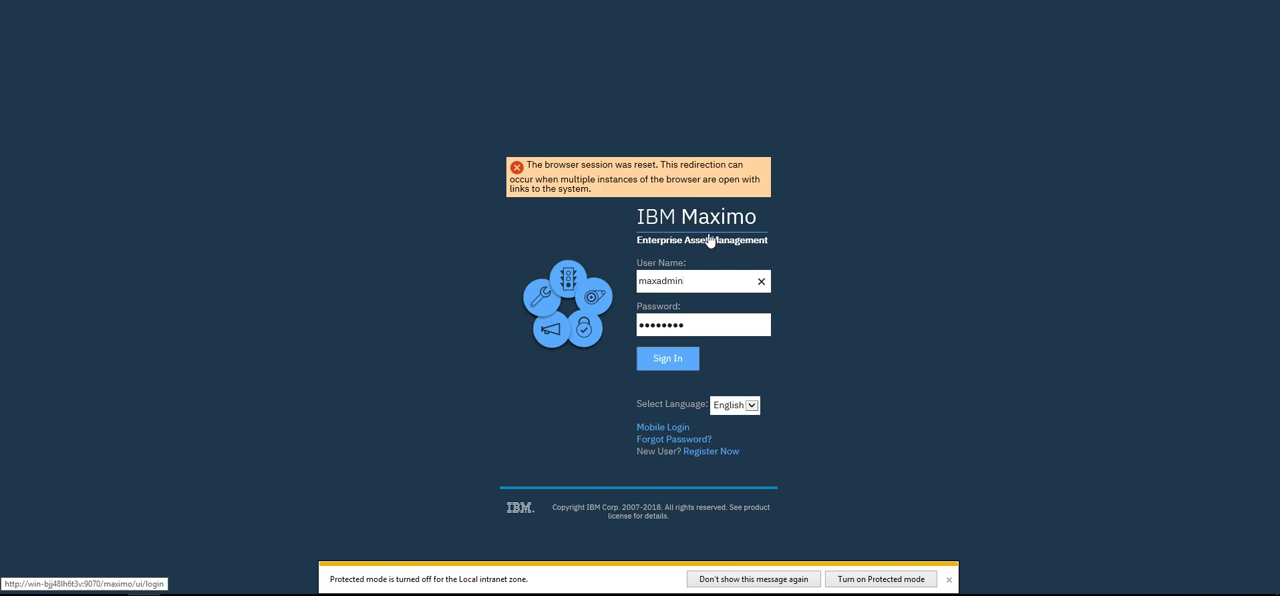 The browser session was reset. This redirection can
occur when multiple instances of the browser are open with
links to the system.
IBM Maximo
Enterprise Asset Management
User Name:
maxadmin
Password:
Sign In
Select Language: English
Mobile Login
Forgot Password?
New User? Register Now
IBM.
Copyright IBM Corp. 2007-2018. All rights reserved. See product
license for details.
Protected mode is turned off for the Local intranet zone.
Don't show this message again
Turn on Protected mode
http://win-bjj48lh6t3v:9070/maximo/ui/login